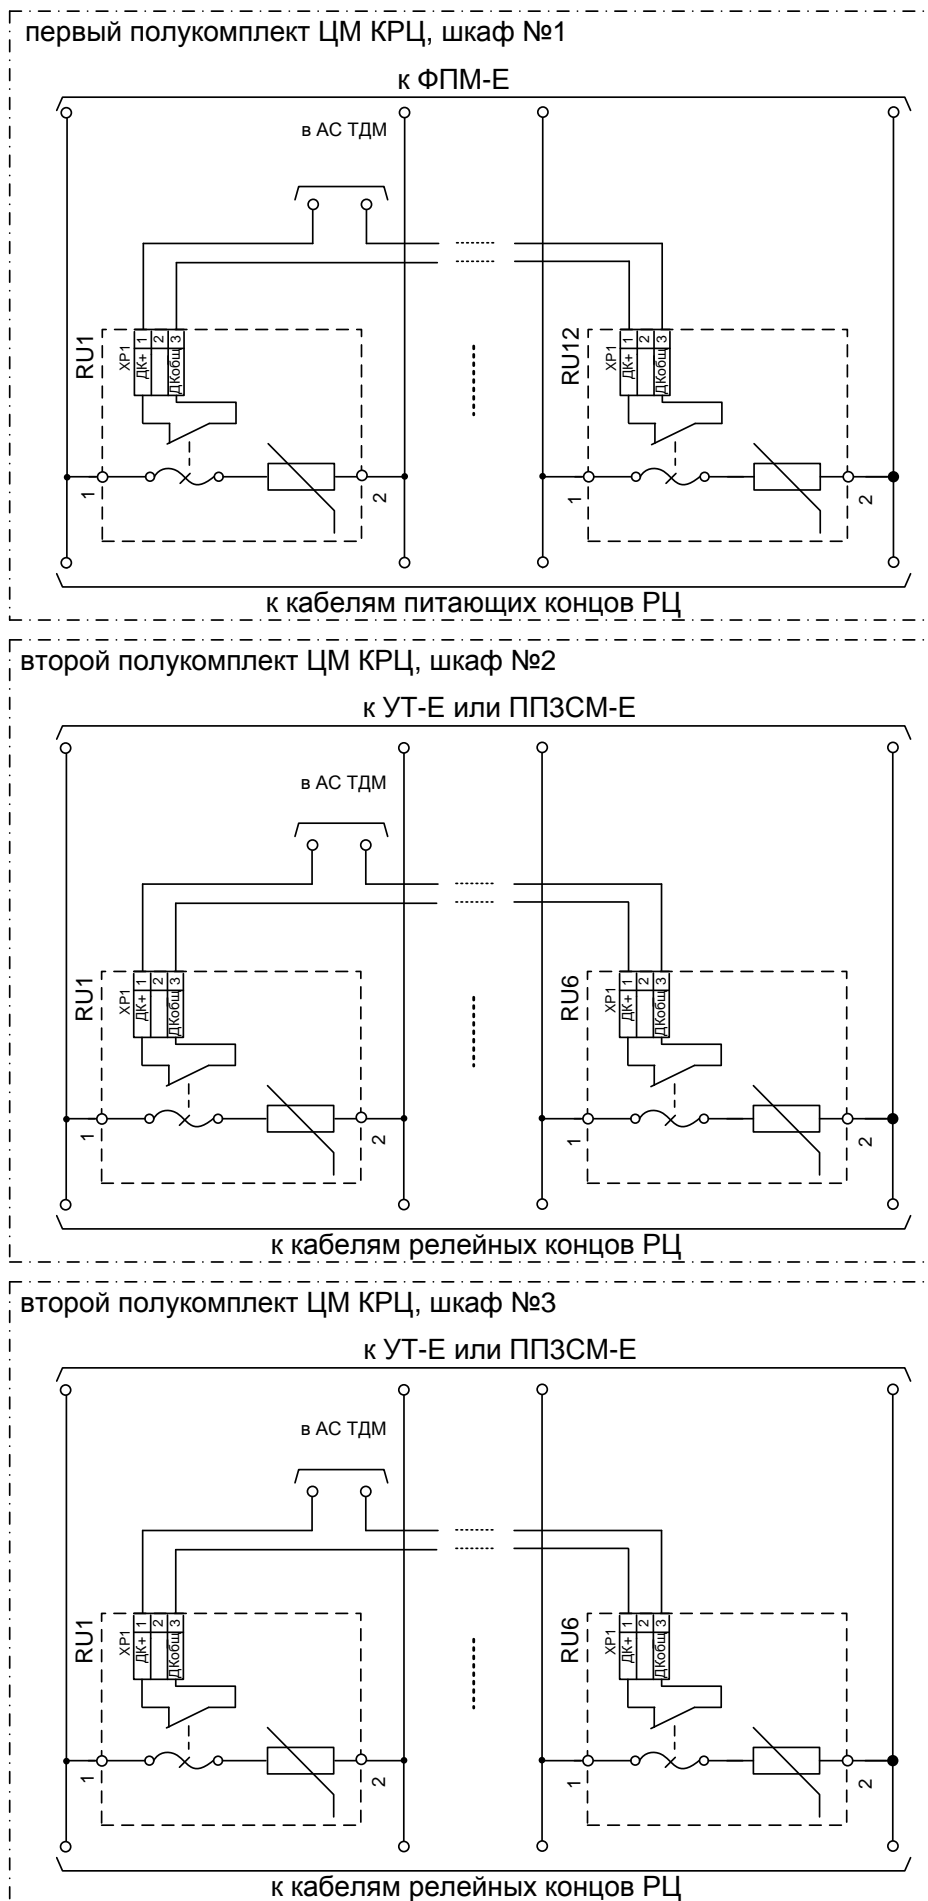 первый полукомплект ЦМ КРЦ, шкаф №1
к ФПМ-Е
в АС ТДМ
RU1
XP1
ДК+ 1
2
ДКобщ 3
1
2
RU12
XP1
ДК+ 1
2
ДКобщ 3
1
2
к кабелям питающих концов РЦ
второй полукомплект ЦМ КРЦ, шкаф №2
к УТ-Е или ПП3СМ-Е
в АС ТДМ
RU1
XP1
ДК+ 1
2
ДКобщ 3
1
2
RU6
XP1
ДК+ 1
2
ДКобщ 3
1
2
к кабелям релейных концов РЦ
второй полукомплект ЦМ КРЦ, шкаф №3
к УТ-Е или ПП3СМ-Е
в АС ТДМ
RU1
XP1
ДК+ 1
2
ДКобщ 3
1
2
RU6
XP1
ДК+ 1
2
ДКобщ 3
1
2
к кабелям релейных концов РЦ